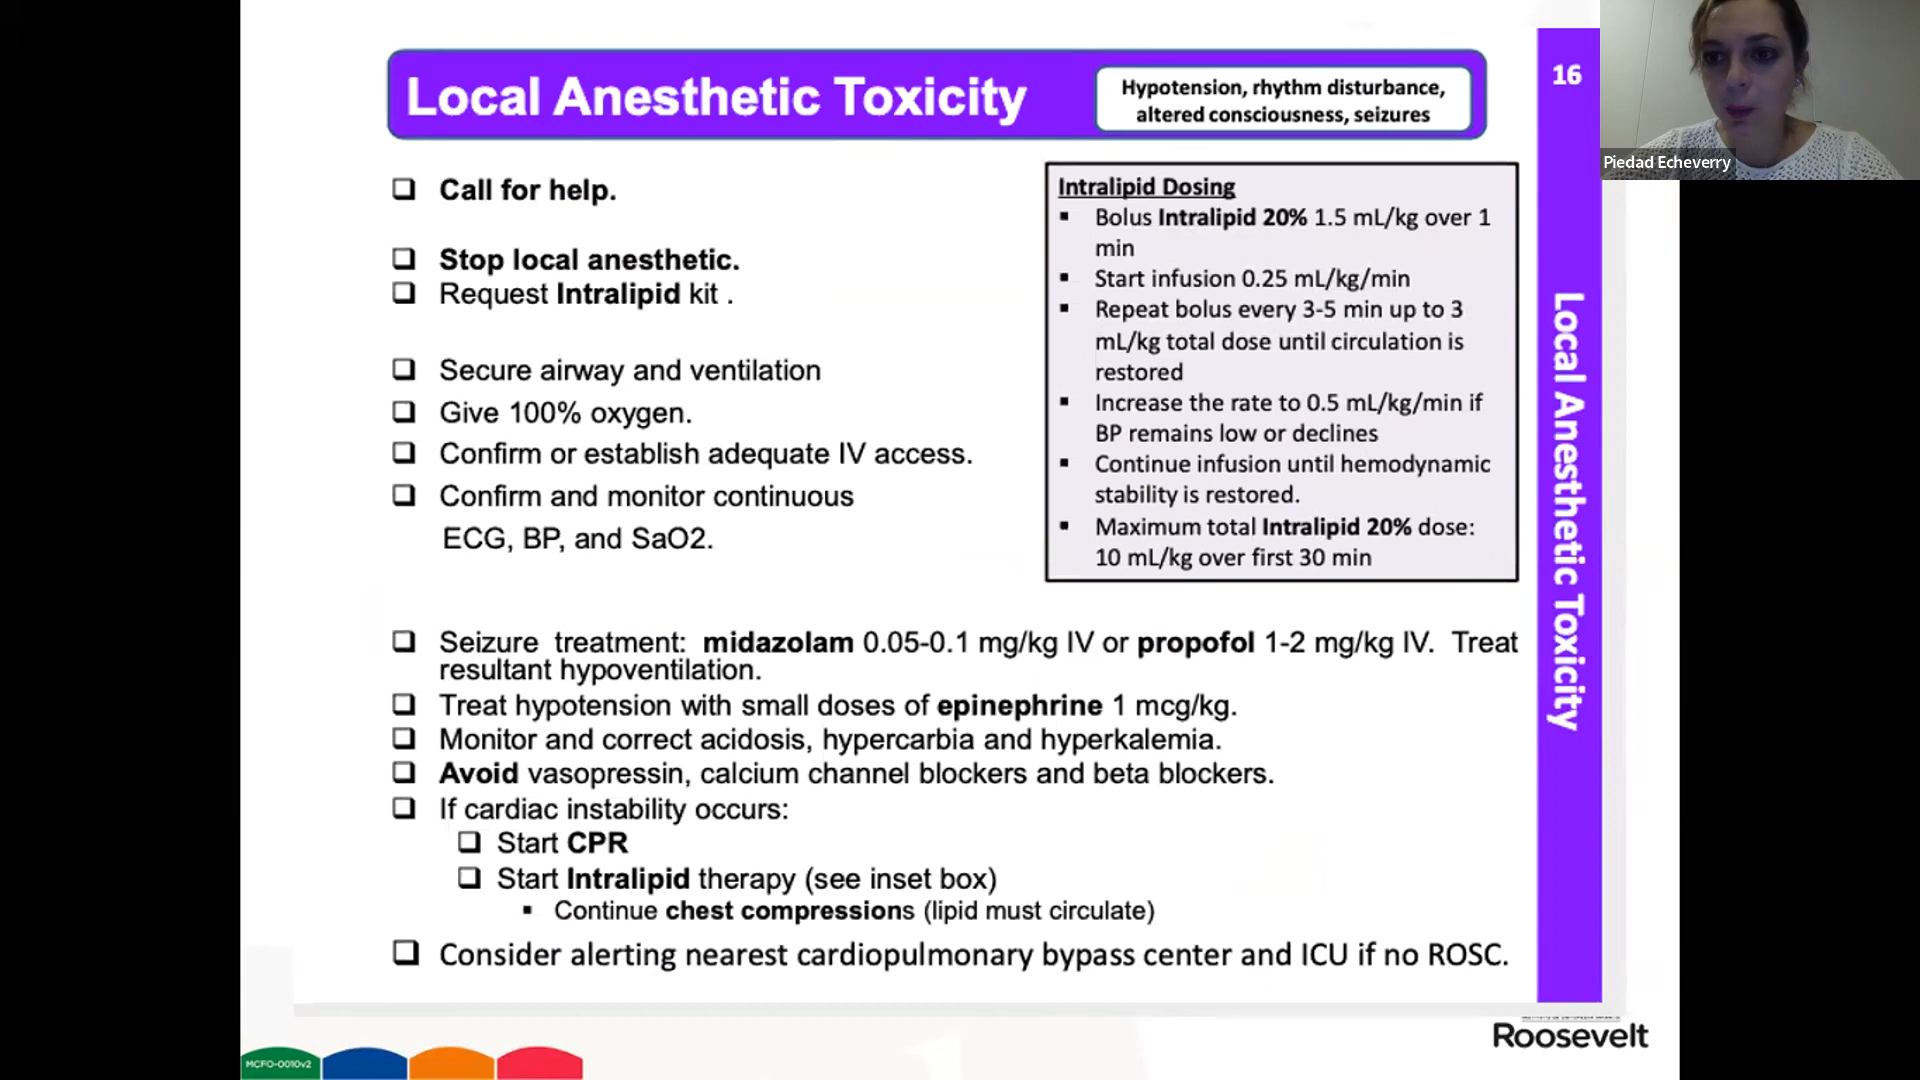 Local Anesthetic Toxicity
Hypotension, rhythm disturbance,
altered consciousness, seizures
16
Piedad Echeverry
Call for help.
Stop local anesthetic.
Request Intralipid kit .
Secure airway and ventilation
Give 100% oxygen.
Confirm or establish adequate IV access.
Confirm and monitor continuous
ECG, BP, and SaO2.
Intralipid Dosing
Bolus Intralipid 20% 1.5 mL/kg over 1
min
Start infusion 0.25 mL/kg/min
Repeat bolus every 3-5 min up to 3
mL/kg total dose until circulation is
restored
Increase the rate to 0.5 mL/kg/min if
BP remains low or declines
Continue infusion until hemodynamic
stability is restored.
Maximum total Intralipid 20% dose:
10 mL/kg over first 30 min
Local Anesthetic Toxicity
Seizure treatment: midazolam 0.05-0.1 mg/kg IV or propofol 1-2 mg/kg IV. Treat
resultant hypoventilation.
Treat hypotension with small doses of epinephrine 1 mcg/kg.
Monitor and correct acidosis, hypercarbia and hyperkalemia.
Avoid vasopressin, calcium channel blockers and beta blockers.
If cardiac instability occurs:
Start CPR
Start Intralipid therapy (see inset box)
Continue chest compressions (lipid must circulate)
Consider alerting nearest cardiopulmonary bypass center and ICU if no ROSC.
Roosevelt
MCFO-0010v2